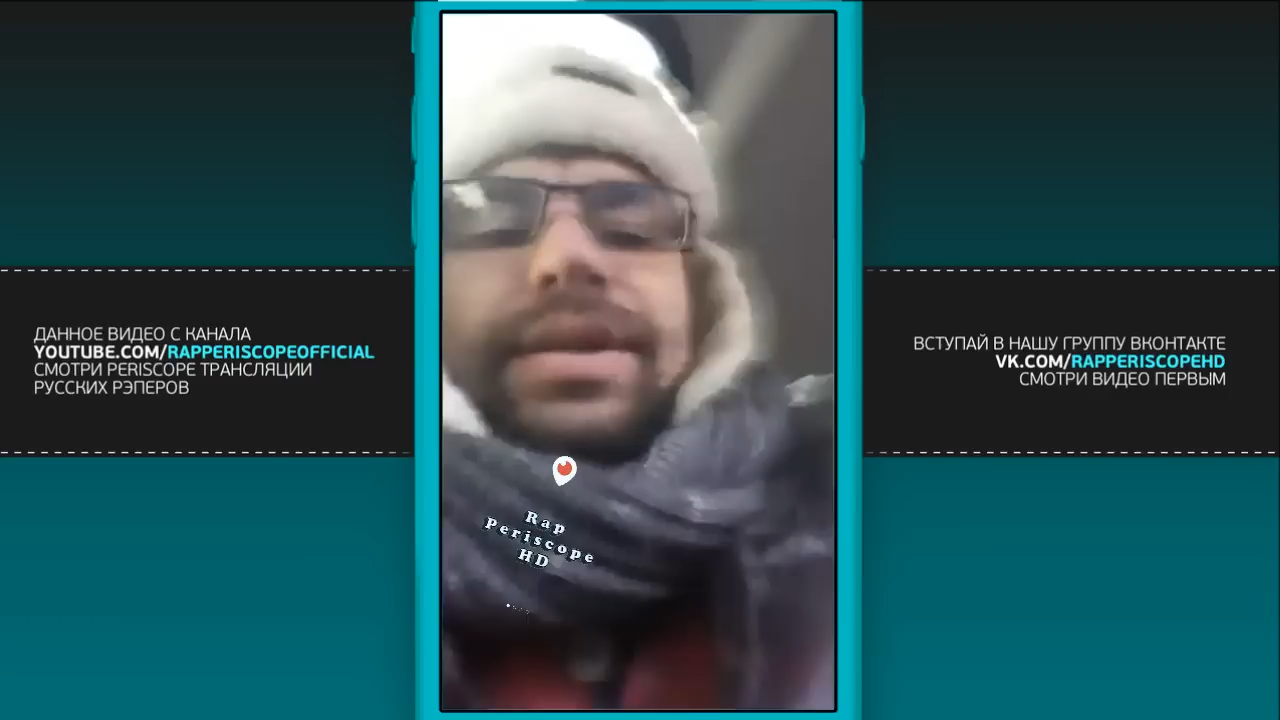 ДАННОЕ ВИДЕО С КАНАЛА
YOUTUBE.COM/RAPPERISCOPEOFFICIAL
СМОТРИ PERISCOPE ТРАНСЛЯЦИИ
РУССКИХ РЭПЕРОВ
ВСТУПАЙ В НАШУ ГРУППУ ВКОНТАКТЕ
VK.COM/RAPPERISCOPEHD
СМОТРИ ВИДЕО ПЕРВЫМ
Rap
Periscope
HD